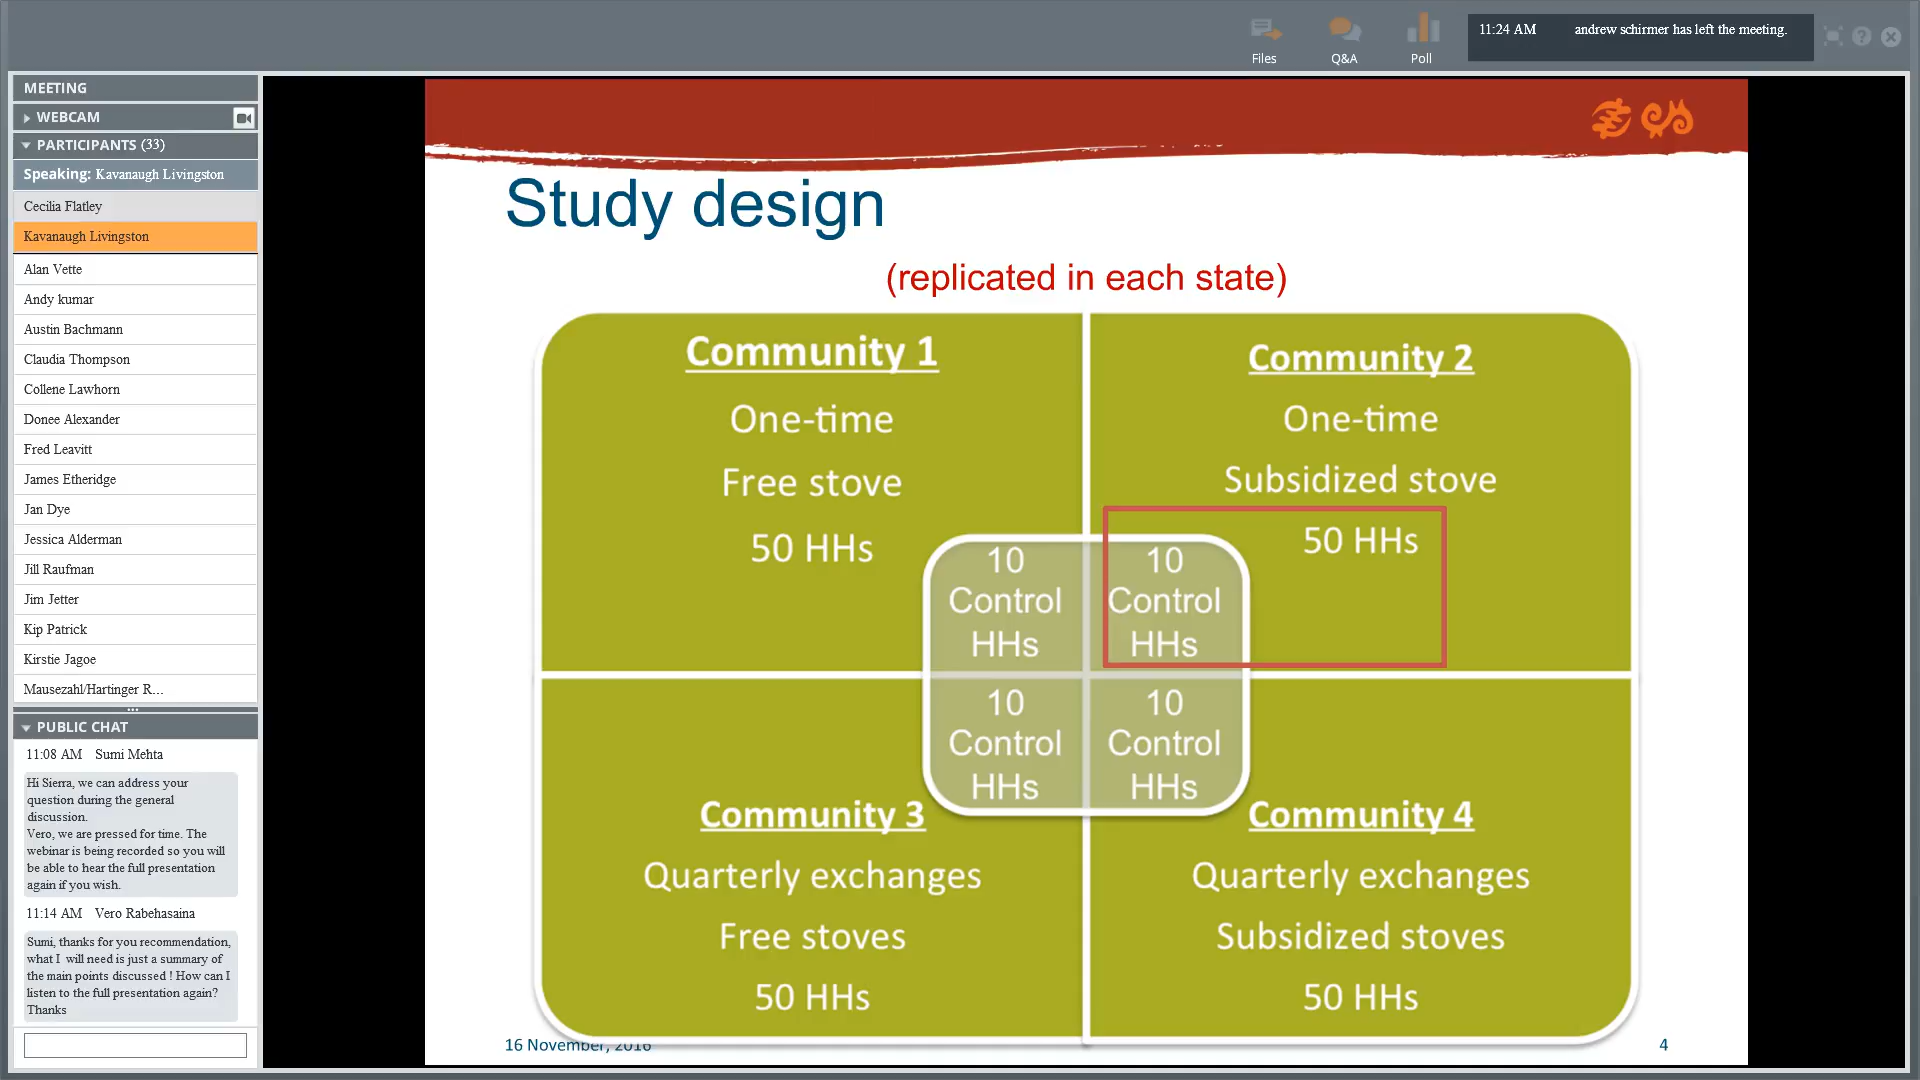 Files
Q&A
Poll
11:24 AM andrew schirmer has left the meeting.
MEETING
WEBCAM
PARTICIPANTS (33)
Speaking: Kavanaugh Livingston
Cecilia Flatley
Kavanaugh Livingston
Alan Vette
Andy kumar
Austin Bachmann
Claudia Thompson
Collene Lawhorn
Donee Alexander
Fred Leavitt
James Etheridge
Jan Dye
Jessica Alderman
Jill Raufman
Jim Jetter
Kip Patrick
Kirstie Jagoe
Mausezahl/Hartinger R...
PUBLIC CHAT
11:08 AM Sumi Mehta
Hi Sierra, we can address your
question during the general
discussion.
Vero, we are pressed for time. The
webinar is being recorded so you will
be able to hear the full presentation
again if you wish.
11:14 AM Vero Rabehasaina
Sumi, thanks for you recommendation,
what I will need is just a summary of
the main points discussed ! How can I
listen to the full presentation again?
Thanks
Study design
(replicated in each state)
Community 1
One-time
Free stove
50 HHs
Community 2
One-time
Subsidized stove
50 HHs
10
Control
HHs
10
Control
HHs
10
Control
HHs
10
Control
HHs
Community 3
Quarterly exchanges
Free stoves
50 HHs
Community 4
Quarterly exchanges
Subsidized stoves
50 HHs
16 November, 2016
4